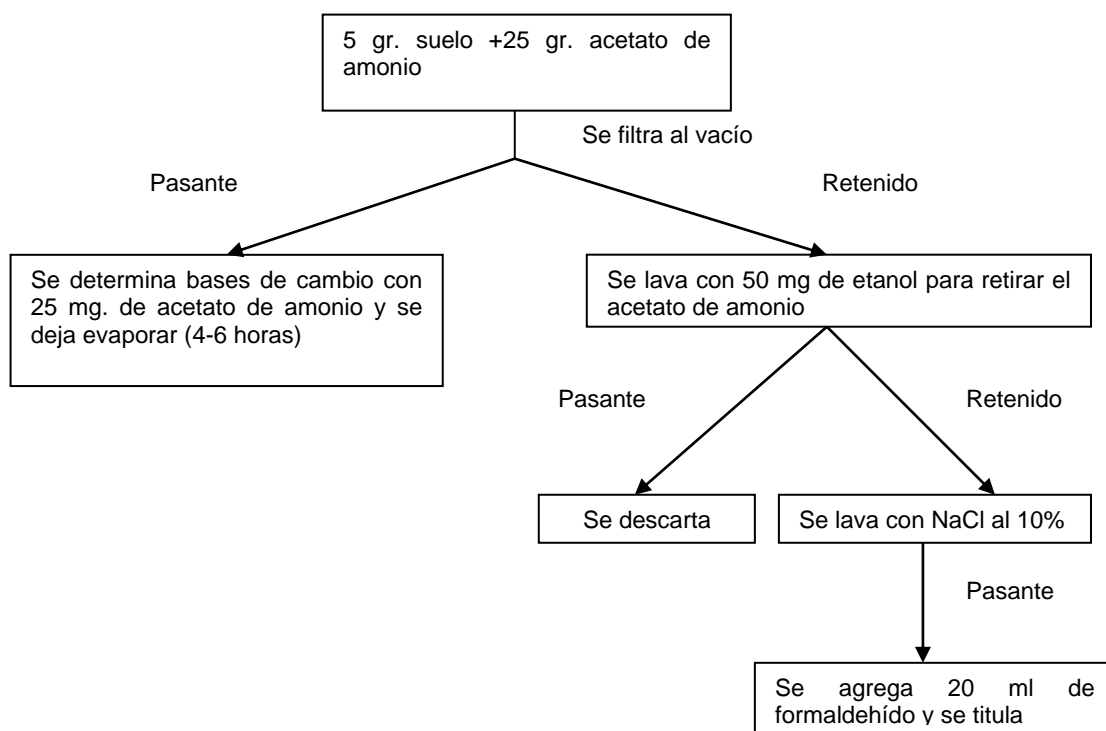 5 gr. suelo +25 gr. acetato de
amonio
Se filtra al vacío
Pasante
Retenido
Se determina bases de cambio con
25 mg. de acetato de amonio y se
deja evaporar (4-6 horas)
Se lava con 50 mg de etanol para retirar el
acetato de amonio
Pasante
Retenido
Se descarta
Se lava con NaCl al 10%
Pasante
Se agrega 20 ml de
formaldehído y se titula